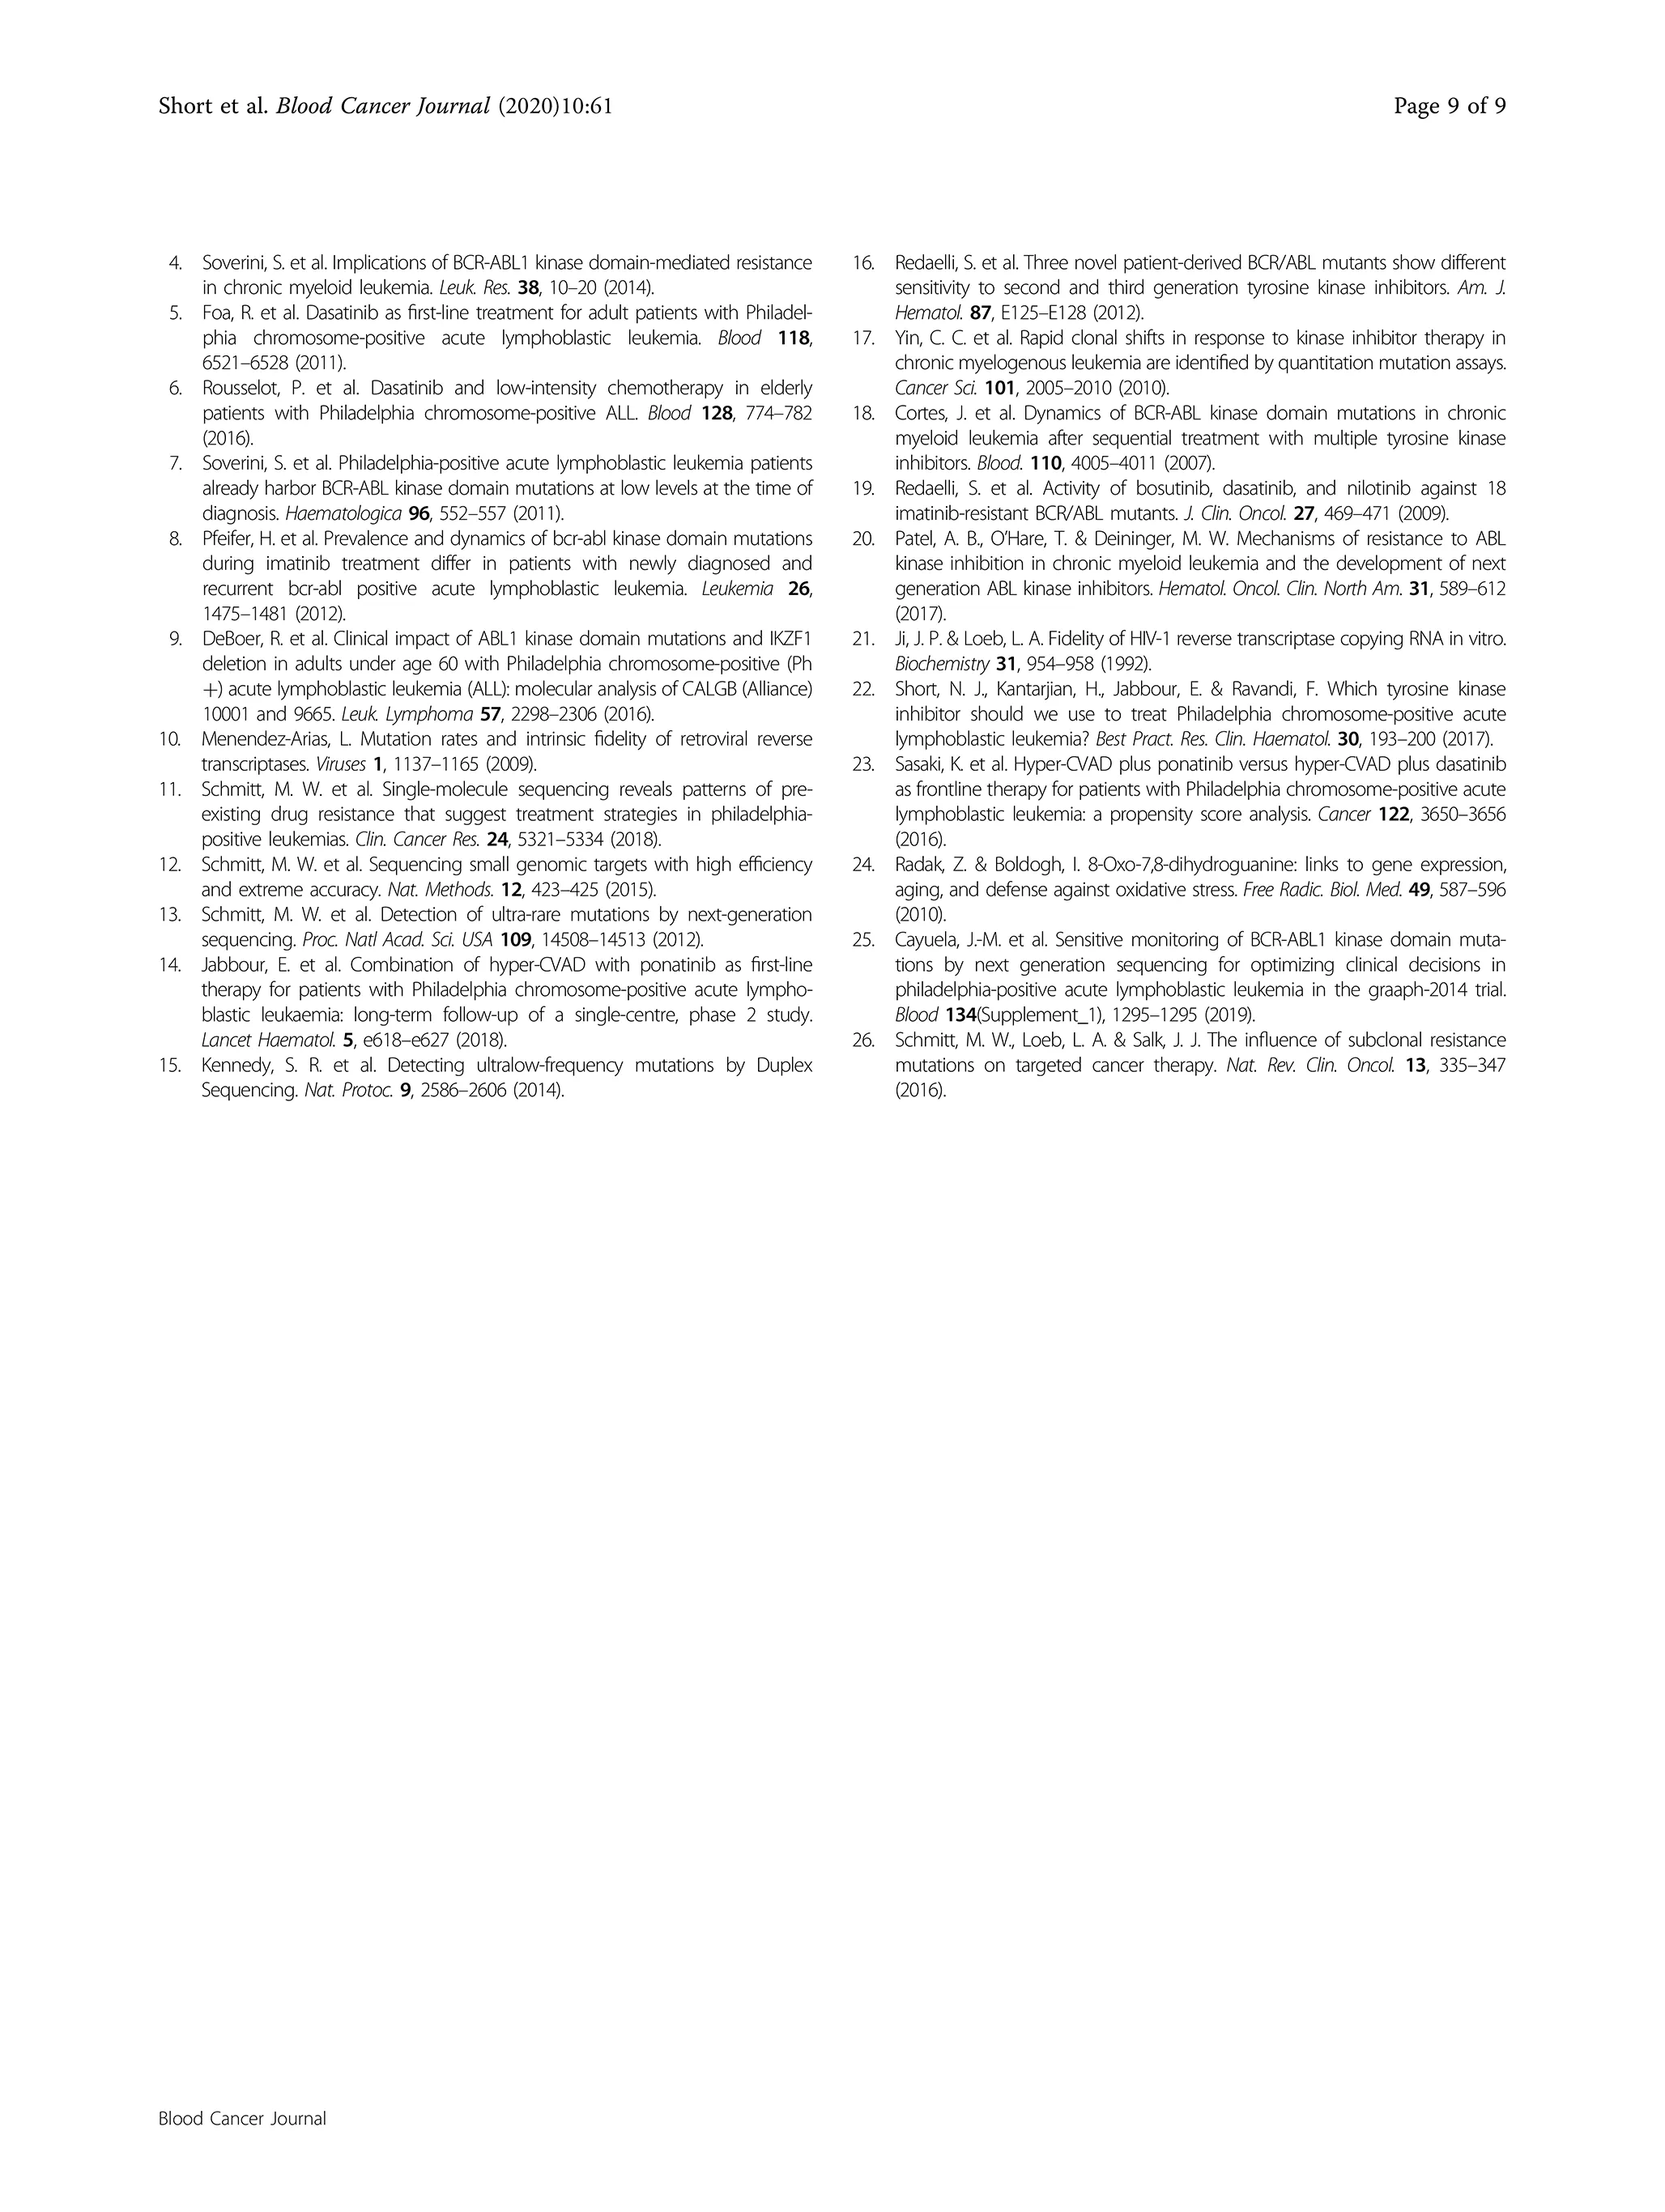 Short et al. Blood Cancer Journal (2020)10:61
Page 9 of 9
4. Soverini, S. et al. Implications of BCR-ABL1 kinase domain-mediated resistance
in chronic myeloid leukemia. Leuk. Res. 38, 10–20 (2014).
5. Foa, R. et al. Dasatinib as first-line treatment for adult patients with Philadel-
phia chromosome-positive acute lymphoblastic leukemia. Blood 118,
6521–6528 (2011).
6. Rousselot, P. et al. Dasatinib and low-intensity chemotherapy in elderly
patients with Philadelphia chromosome-positive ALL. Blood 128, 774–782
(2016).
7. Soverini, S. et al. Philadelphia-positive acute lymphoblastic leukemia patients
already harbor BCR-ABL kinase domain mutations at low levels at the time of
diagnosis. Haematologica 96, 552–557 (2011).
8. Pfeifer, H. et al. Prevalence and dynamics of bcr-abl kinase domain mutations
during imatinib treatment differ in patients with newly diagnosed and
recurrent bcr-abl positive acute lymphoblastic leukemia. Leukemia 26,
1475–1481 (2012).
9. DeBoer, R. et al. Clinical impact of ABL1 kinase domain mutations and IKZF1
deletion in adults under age 60 with Philadelphia chromosome-positive (Ph
+) acute lymphoblastic leukemia (ALL): molecular analysis of CALGB (Alliance)
10001 and 9665. Leuk. Lymphoma 57, 2298–2306 (2016).
10. Menendez-Arias, L. Mutation rates and intrinsic fidelity of retroviral reverse
transcriptases. Viruses 1, 1137–1165 (2009).
11. Schmitt, M. W. et al. Single-molecule sequencing reveals patterns of pre-
existing drug resistance that suggest treatment strategies in philadelphia-
positive leukemias. Clin. Cancer Res. 24, 5321–5334 (2018).
12. Schmitt, M. W. et al. Sequencing small genomic targets with high efficiency
and extreme accuracy. Nat. Methods. 12, 423–425 (2015).
13. Schmitt, M. W. et al. Detection of ultra-rare mutations by next-generation
sequencing. Proc. Natl Acad. Sci. USA 109, 14508–14513 (2012).
14. Jabbour, E. et al. Combination of hyper-CVAD with ponatinib as first-line
therapy for patients with Philadelphia chromosome-positive acute lympho-
blastic leukaemia: long-term follow-up of a single-centre, phase 2 study.
Lancet Haematol. 5, e618–e627 (2018).
15. Kennedy, S. R. et al. Detecting ultralow-frequency mutations by Duplex
Sequencing. Nat. Protoc. 9, 2586–2606 (2014).
16. Redaelli, S. et al. Three novel patient-derived BCR/ABL mutants show different
sensitivity to second and third generation tyrosine kinase inhibitors. Am. J.
Hematol. 87, E125–E128 (2012).
17. Yin, C. C. et al. Rapid clonal shifts in response to kinase inhibitor therapy in
chronic myelogenous leukemia are identified by quantitation mutation assays.
Cancer Sci. 101, 2005–2010 (2010).
18. Cortes, J. et al. Dynamics of BCR-ABL kinase domain mutations in chronic
myeloid leukemia after sequential treatment with multiple tyrosine kinase
inhibitors. Blood. 110, 4005–4011 (2007).
19. Redaelli, S. et al. Activity of bosutinib, dasatinib, and nilotinib against 18
imatinib-resistant BCR/ABL mutants. J. Clin. Oncol. 27, 469–471 (2009).
20. Patel, A. B., O’Hare, T. & Deininger, M. W. Mechanisms of resistance to ABL
kinase inhibition in chronic myeloid leukemia and the development of next
generation ABL kinase inhibitors. Hematol. Oncol. Clin. North Am. 31, 589–612
(2017).
21. Ji, J. P. & Loeb, L. A. Fidelity of HIV-1 reverse transcriptase copying RNA in vitro.
Biochemistry 31, 954–958 (1992).
22. Short, N. J., Kantarjian, H., Jabbour, E. & Ravandi, F. Which tyrosine kinase
inhibitor should we use to treat Philadelphia chromosome-positive acute
lymphoblastic leukemia? Best Pract. Res. Clin. Haematol. 30, 193–200 (2017).
23. Sasaki, K. et al. Hyper-CVAD plus ponatinib versus hyper-CVAD plus dasatinib
as frontline therapy for patients with Philadelphia chromosome-positive acute
lymphoblastic leukemia: a propensity score analysis. Cancer 122, 3650–3656
(2016).
24. Radak, Z. & Boldogh, I. 8-Oxo-7,8-dihydroguanine: links to gene expression,
aging, and defense against oxidative stress. Free Radic. Biol. Med. 49, 587–596
(2010).
25. Cayuela, J.-M. et al. Sensitive monitoring of BCR-ABL1 kinase domain muta-
tions by next generation sequencing for optimizing clinical decisions in
philadelphia-positive acute lymphoblastic leukemia in the graaph-2014 trial.
Blood 134(Supplement_1), 1295–1295 (2019).
26. Schmitt, M. W., Loeb, L. A. & Salk, J. J. The influence of subclonal resistance
mutations on targeted cancer therapy. Nat. Rev. Clin. Oncol. 13, 335–347
(2016).
Blood Cancer Journal